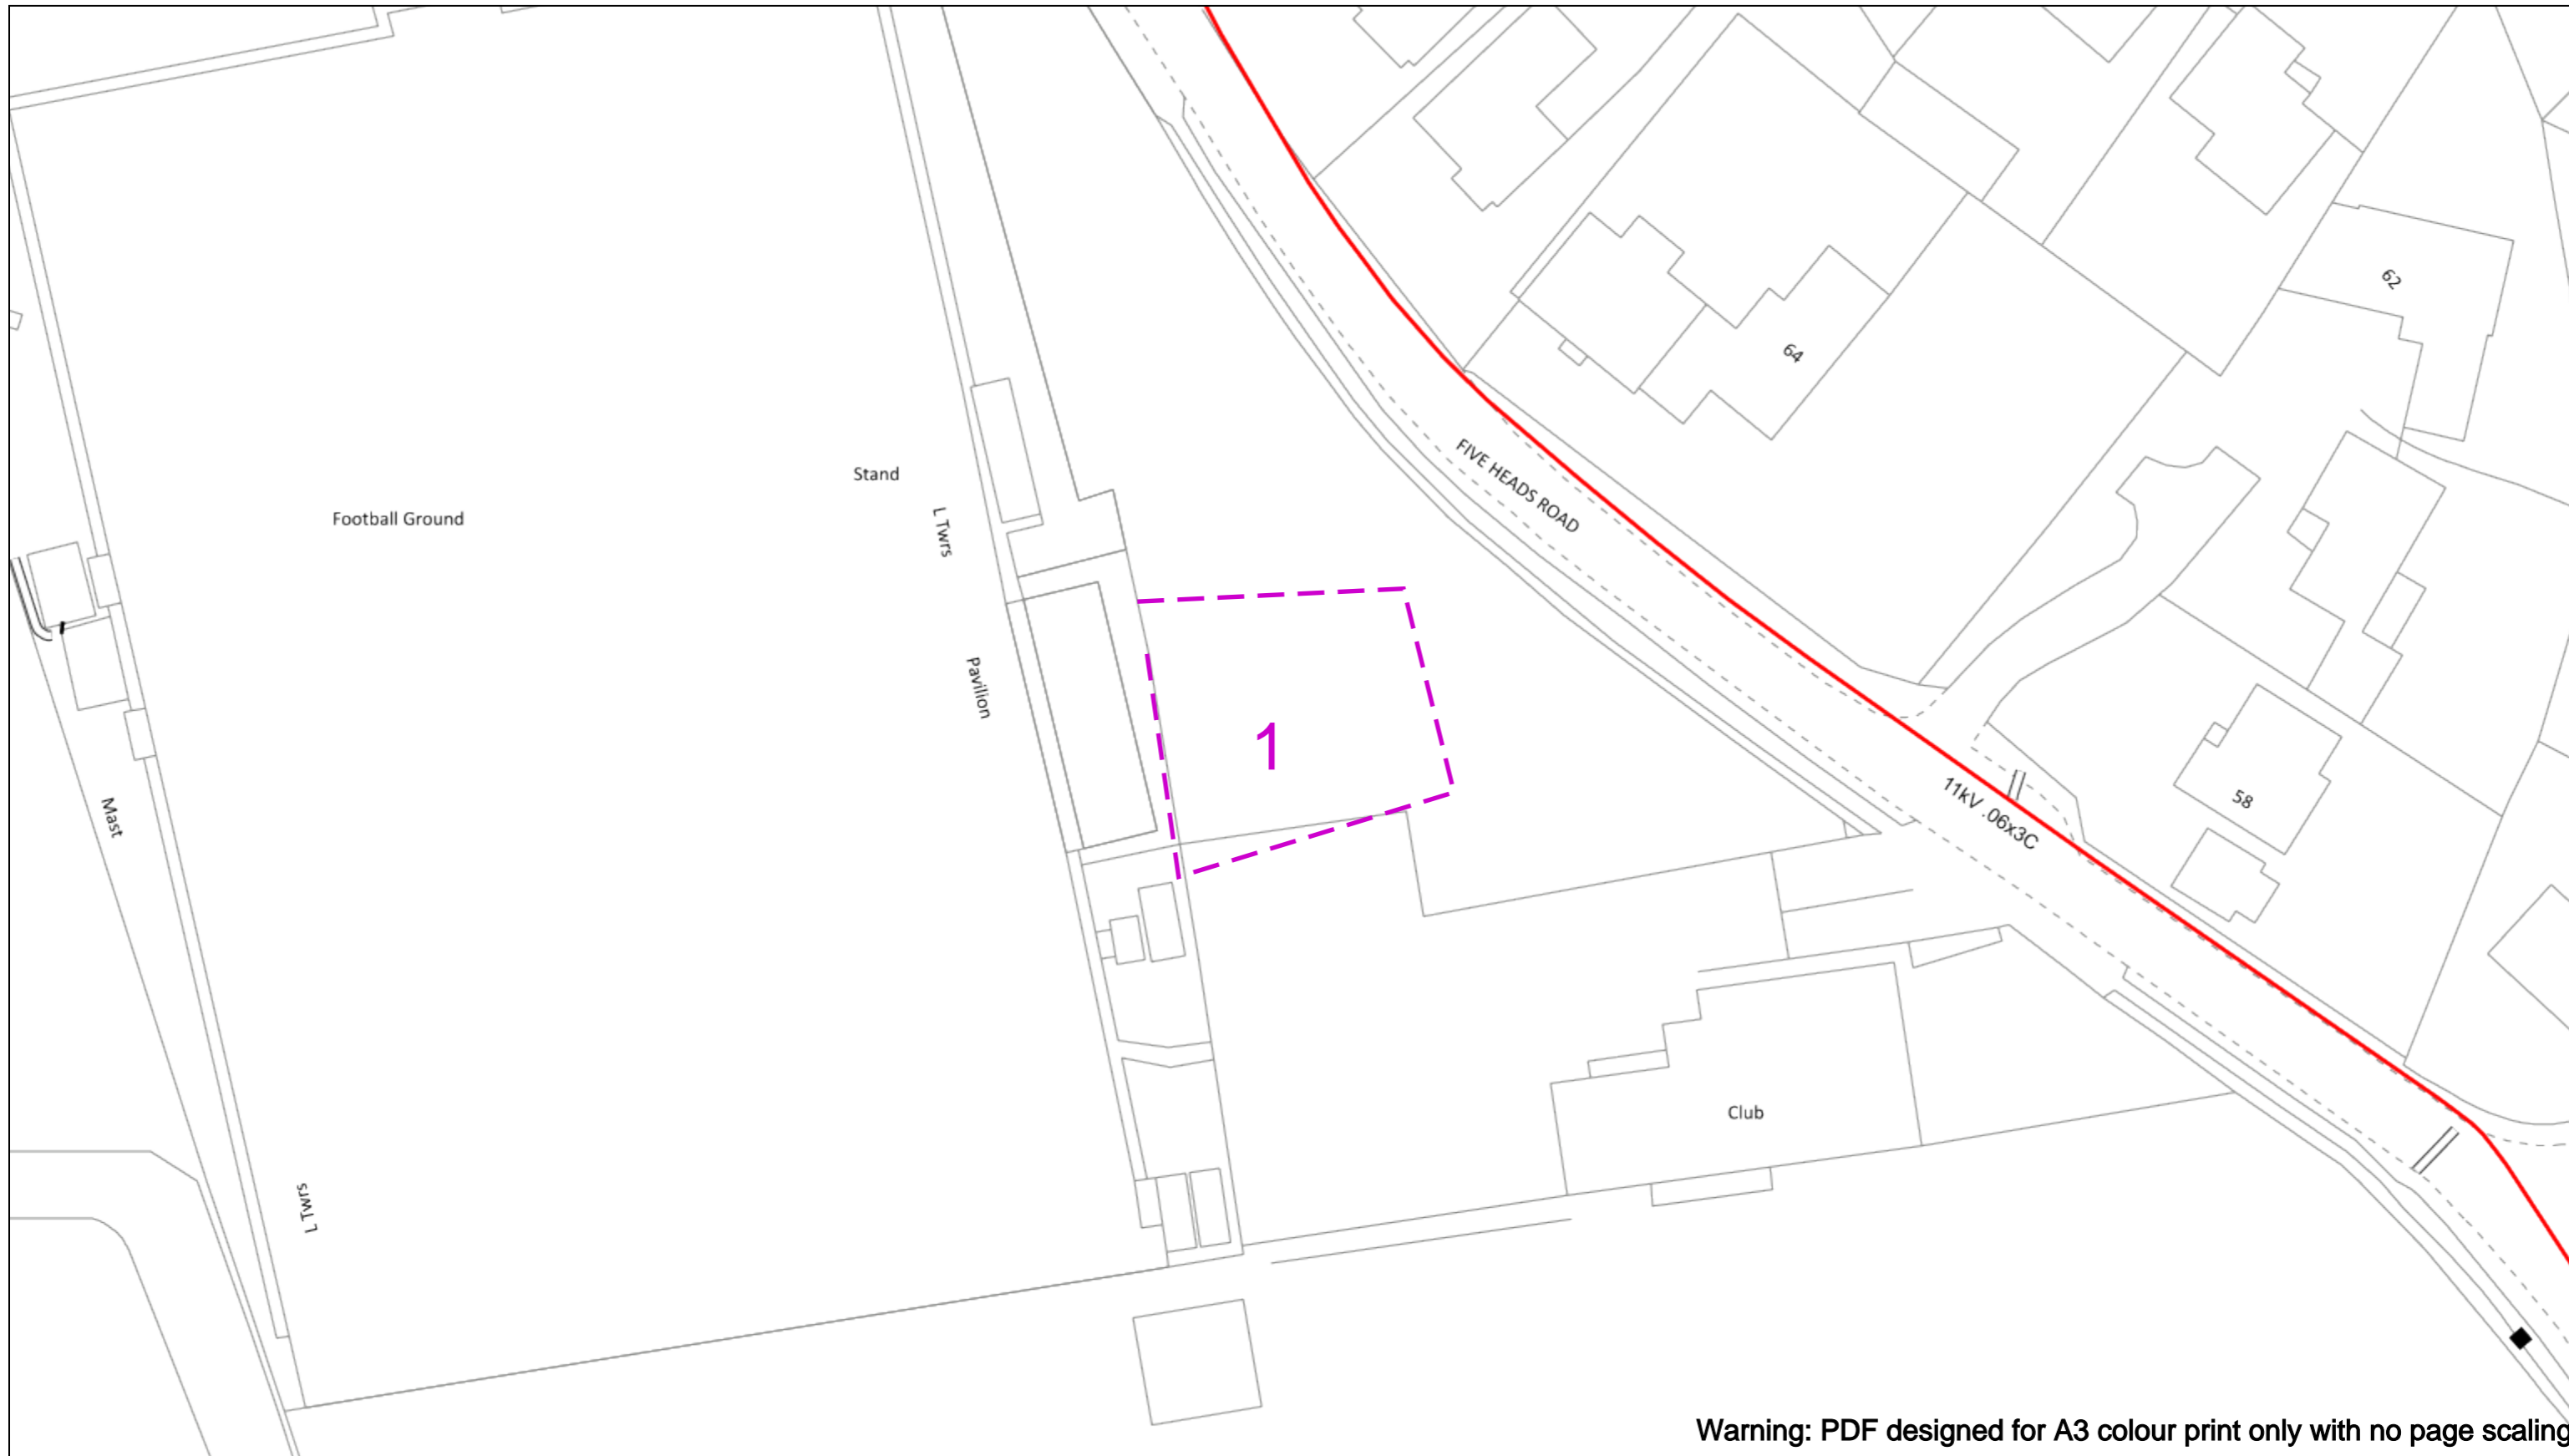 62
64
FIVE HEADS ROAD
Stand
Football Ground
L Twrs
Pavilion
1
11kV .06x3C
58
Mast
Club
L Twrs
Warning: PDF designed for A3 colour print only with no page scaling